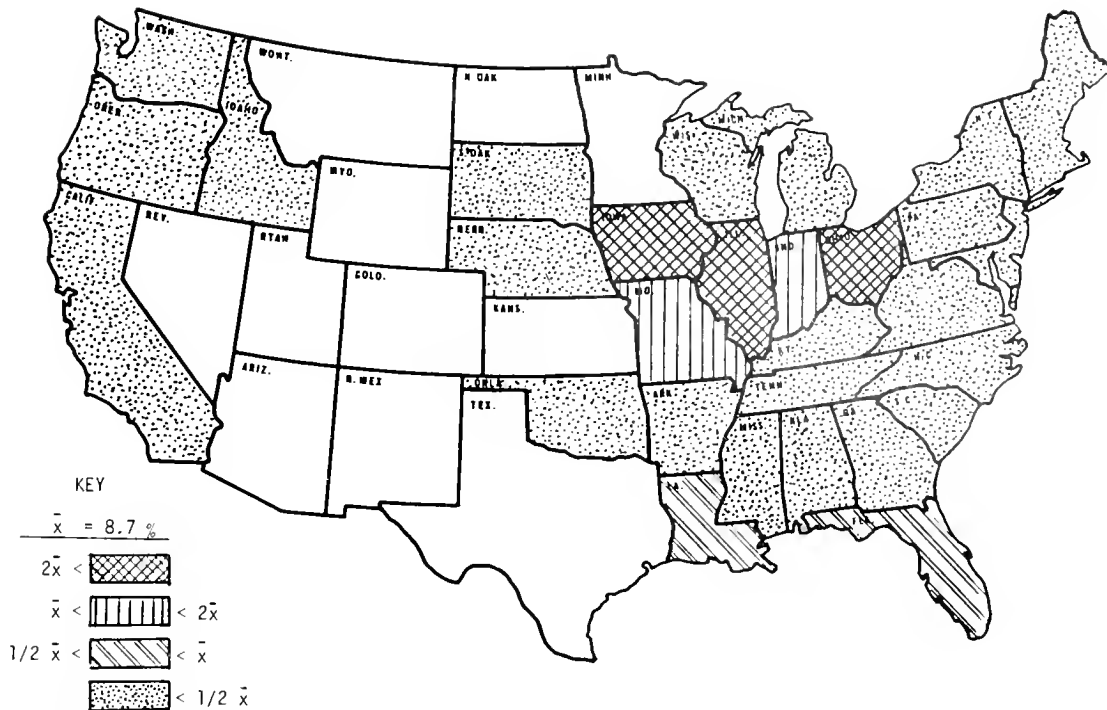 WASH.
MONT.
N.DAK
MINN
OREG.
IDAHO
S.DAK
WIS.
MICH
N.Y.
WYO.
IOWA
PA
CALIF.
NEV.
NEBR.
ILL
IND
OHIO
UTAH
COLO.
KANS.
MO.
KY.
N.C.
ARIZ.
N.MEX
OKLA.
ARK.
TENN.
S.C.
TEX.
MISS.
ALA.
GA.
LA.
FLA.
KEY
x̄ = 8.7 %
2x̄ <
x̄ < < 2x̄
1/2 x̄ < < x̄
< 1/2 x̄